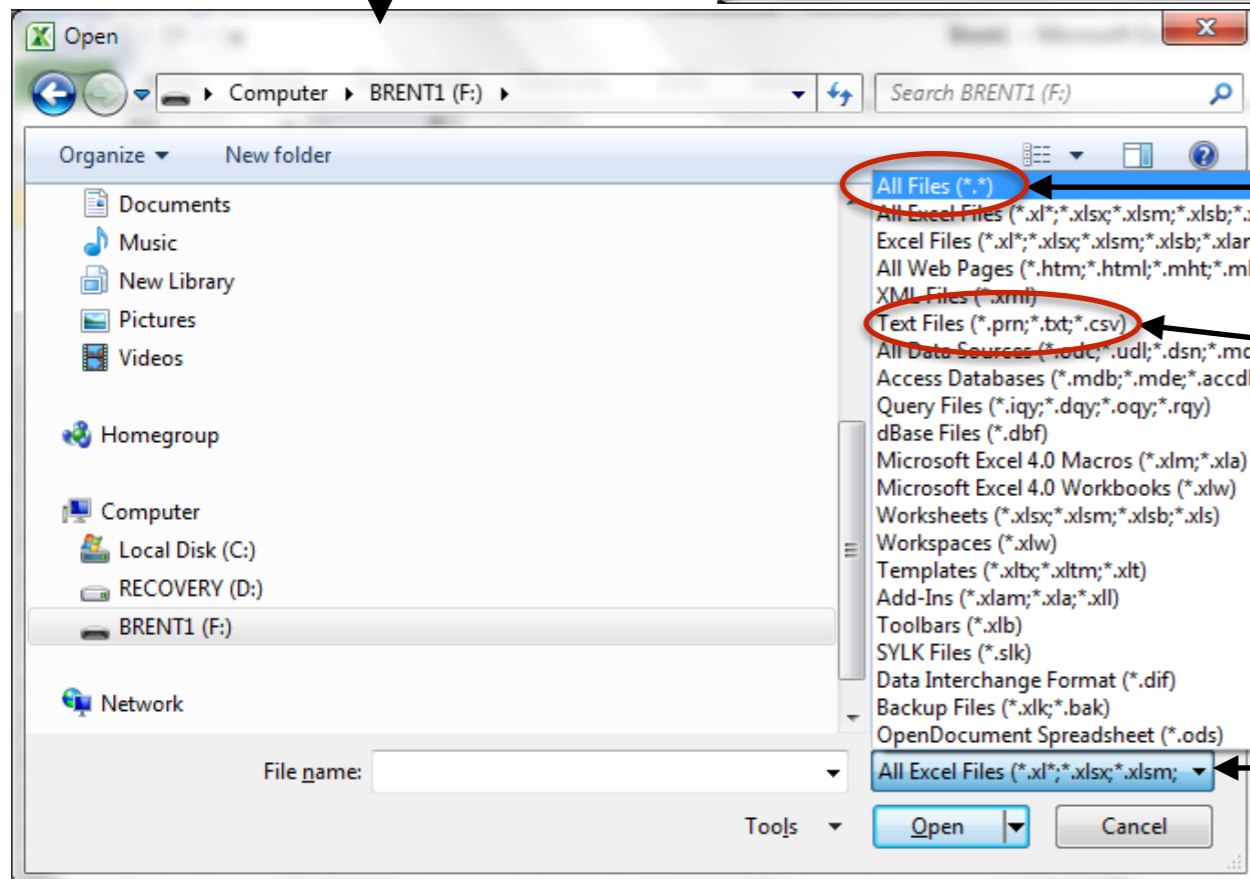 Open
Computer BRENT1 (F:)
Search BRENT1 (F:)
Organize
New folder
Documents
Music
New Library
Pictures
Videos
Homegroup
Computer
Local Disk (C:)
RECOVERY (D:)
BRENT1 (F:)
Network
All Files (*.*)
All Excel Files (*.xl*;*.xlsx;*.xlsm;*.xlsb;*.
Excel Files (*.xl*;*.xlsx;*.xlsm;*.xlsb;*.xlam
All Web Pages (*.htm;*.html;*.mht;*.mh
XML Files (*.xml)
Text Files (*.prn;*.txt;*.csv)
All Data Sources (*.odc;*.udl;*.dsn;*.md
Access Databases (*.mdb;*.mde;*.accdb
Query Files (*.iqy;*.dqy;*.oqy;*.rqy)
dBase Files (*.dbf)
Microsoft Excel 4.0 Macros (*.xlm;*.xla)
Microsoft Excel 4.0 Workbooks (*.xlw)
Worksheets (*.xlsx;*.xlsm;*.xlsb;*.xls)
Workspaces (*.xlw)
Templates (*.xltx;*.xltm;*.xlt)
Add-Ins (*.xlam;*.xla;*.xll)
Toolbars (*.xlb)
SYLK Files (*.slk)
Data Interchange Format (*.dif)
Backup Files (*.xlk;*.bak)
OpenDocument Spreadsheet (*.ods)
File name:
All Excel Files (*.xl*;*.xlsx;*.xlsm;
Tools
Open
Cancel